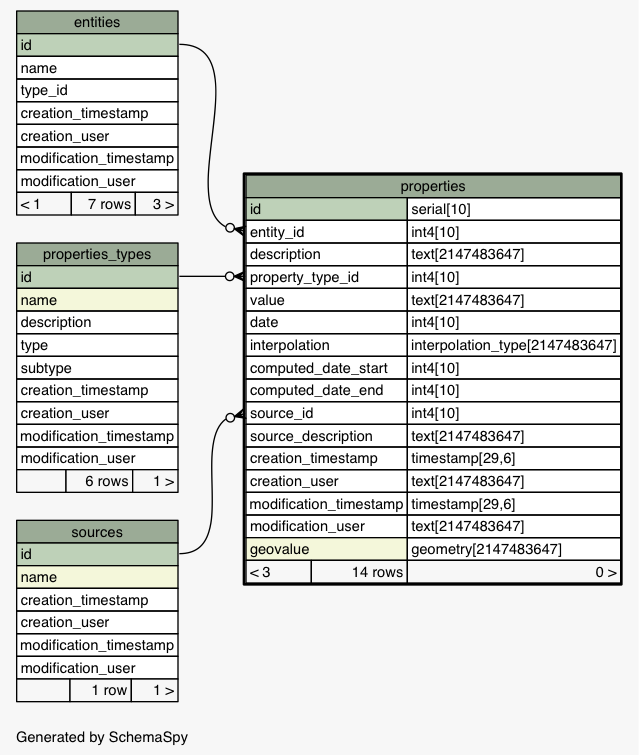 entities
id
name
type_id
creation_timestamp
creation_user
modification_timestamp
modification_user
< 1 7 rows 3 >
properties_types
id
name
description
type
subtype
creation_timestamp
creation_user
modification_timestamp
modification_user
6 rows 1 >
sources
id
name
creation_timestamp
creation_user
modification_timestamp
modification_user
1 row 1 >
properties
id serial[10]
entity_id int4[10]
description text[2147483647]
property_type_id int4[10]
value text[2147483647]
date int4[10]
interpolation interpolation_type[2147483647]
computed_date_start int4[10]
computed_date_end int4[10]
source_id int4[10]
source_description text[2147483647]
creation_timestamp timestamp[29,6]
creation_user text[2147483647]
modification_timestamp timestamp[29,6]
modification_user text[2147483647]
geovalue geometry[2147483647]
< 3 14 rows 0 >
Generated by SchemaSpy